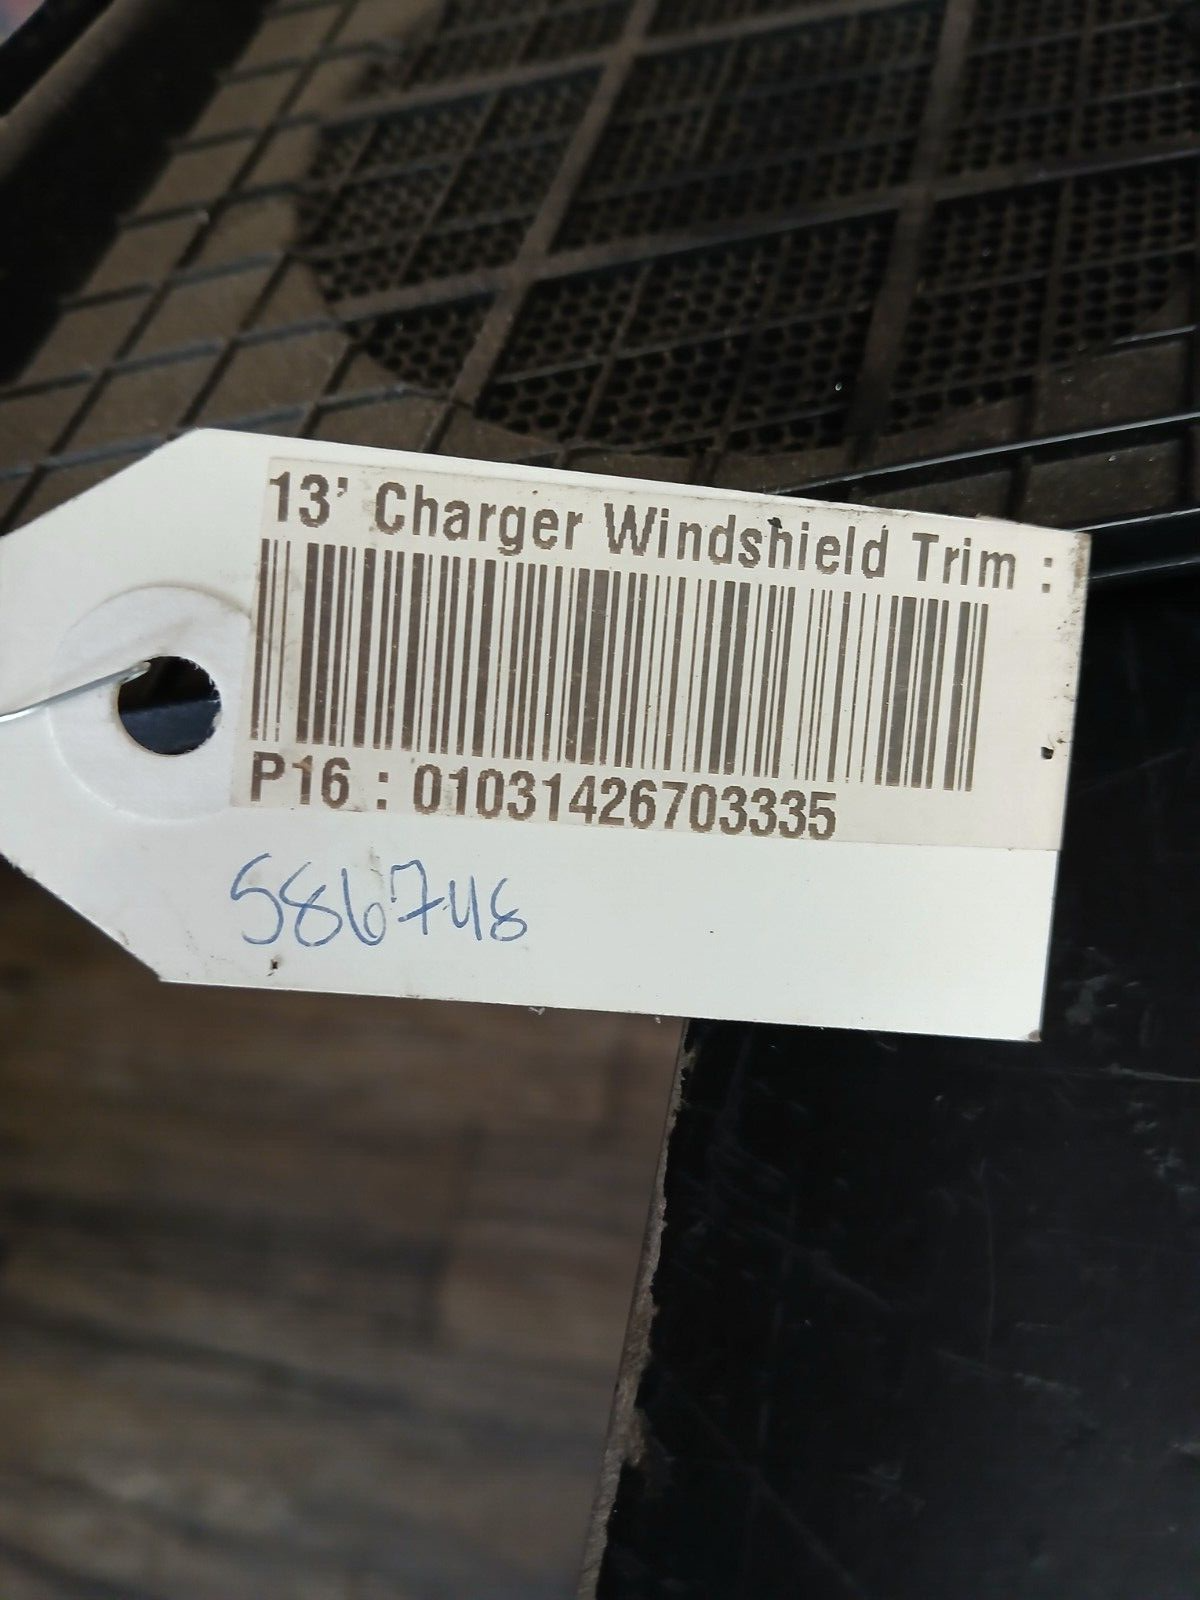 13' Charger Windshield Trim :
P16 : 01031426703335
586748